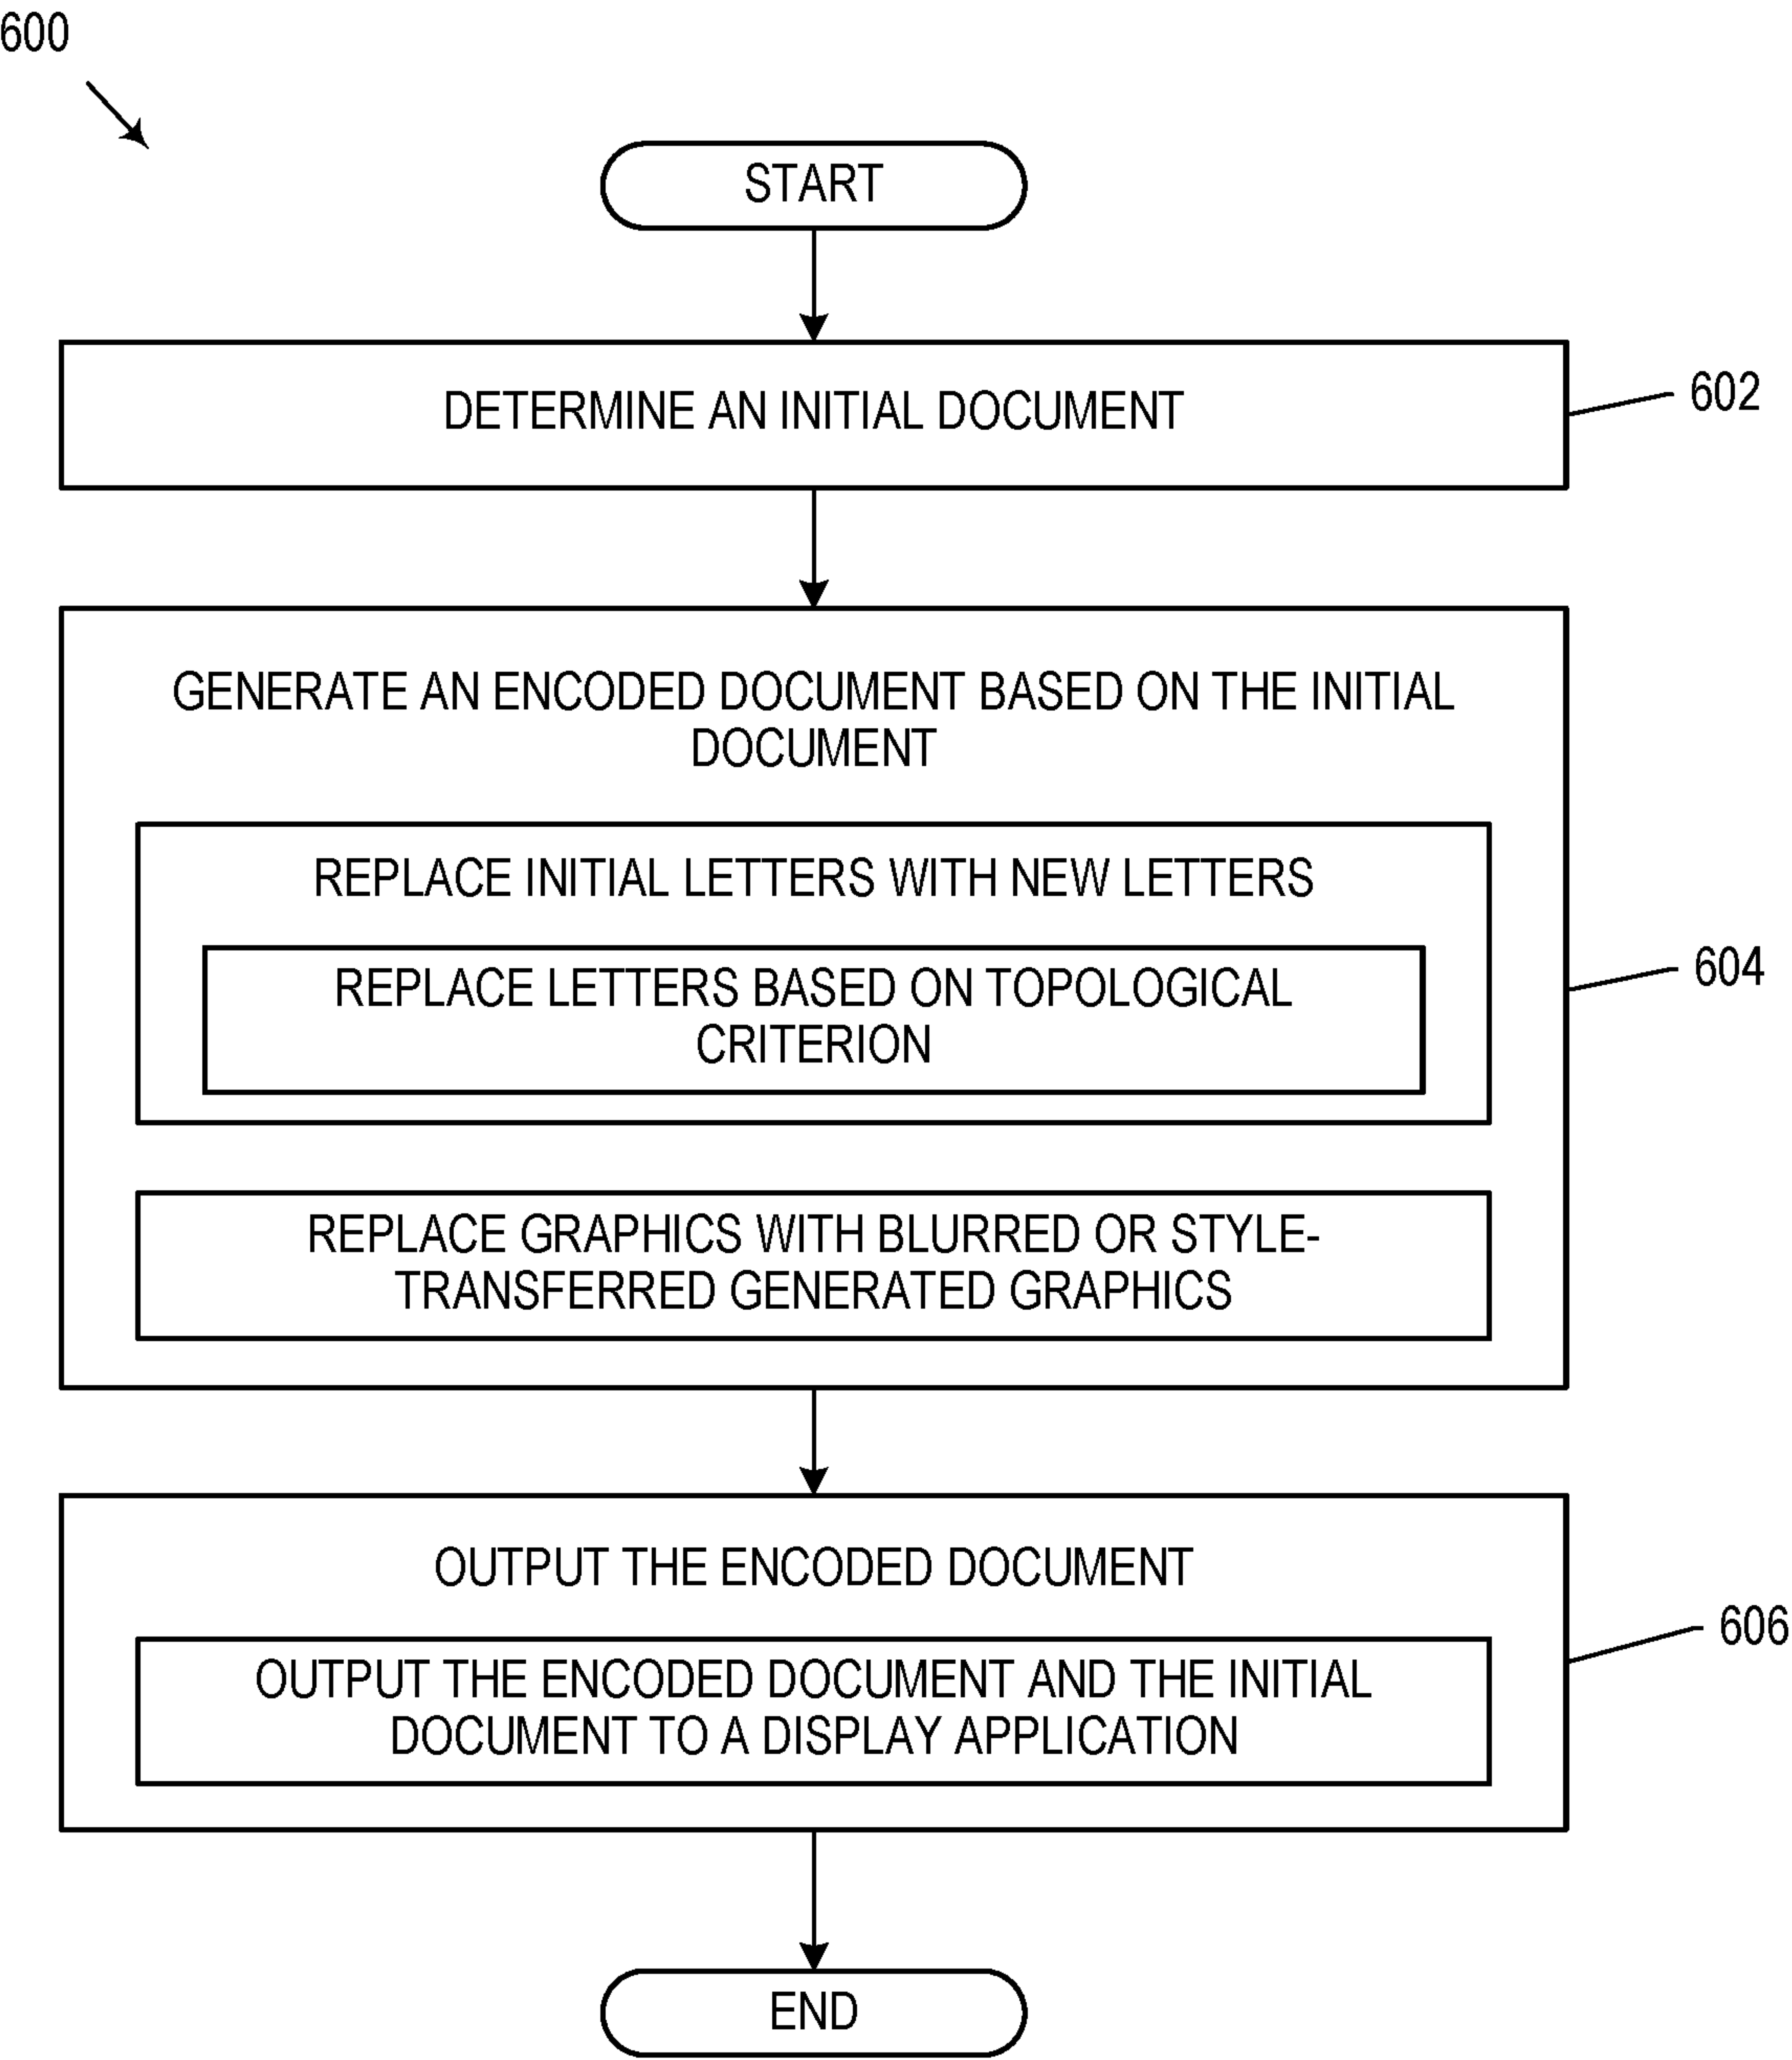 600
START
DETERMINE AN INITIAL DOCUMENT
602
GENERATE AN ENCODED DOCUMENT BASED ON THE INITIAL
DOCUMENT
REPLACE INITIAL LETTERS WITH NEW LETTERS
REPLACE LETTERS BASED ON TOPOLOGICAL
CRITERION
604
REPLACE GRAPHICS WITH BLURRED OR STYLE-
TRANSFERRED GENERATED GRAPHICS
OUTPUT THE ENCODED DOCUMENT
606
OUTPUT THE ENCODED DOCUMENT AND THE INITIAL
DOCUMENT TO A DISPLAY APPLICATION
END